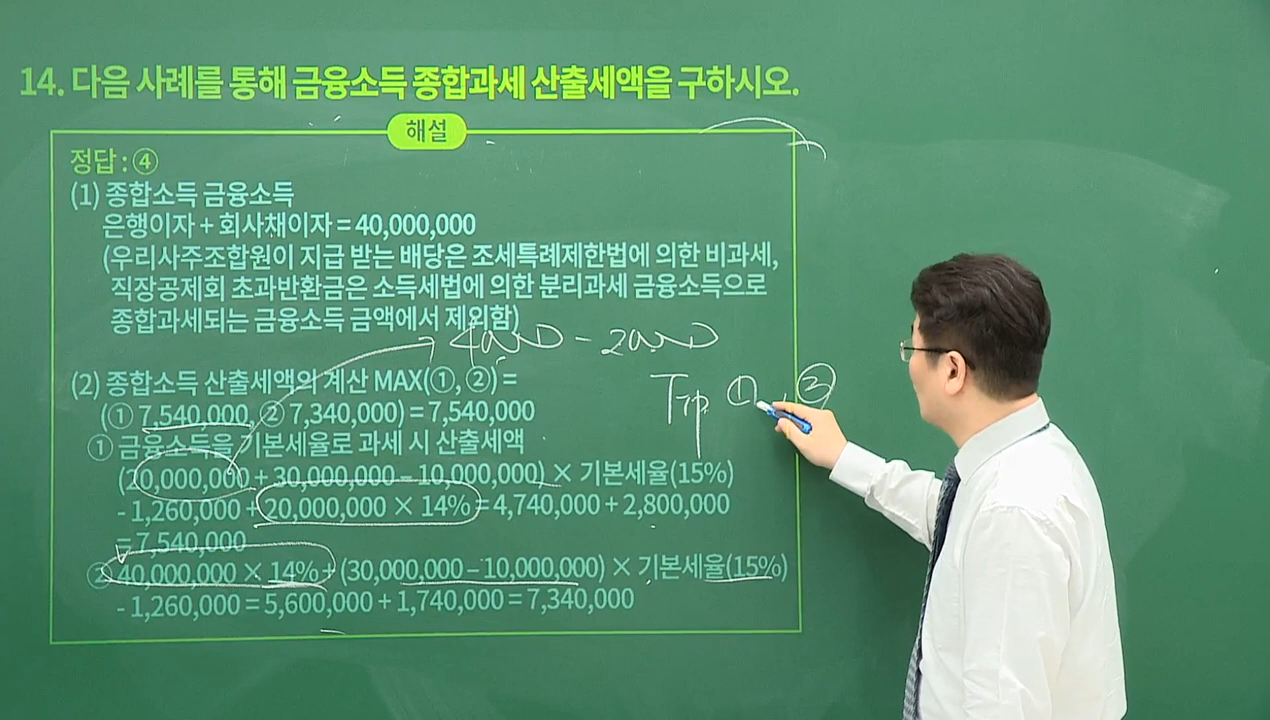 14. 다음 사례를 통해 금융소득 종합과세 산출세액을 구하시오.
해설
정답 : ④
(1) 종합소득 금융소득
은행이자 + 회사채이자 = 40,000,000
(우리사주조합원이 지급 받는 배당은 조세특례제한법에 의한 비과세,
직장공제회 초과반환금은 소득세법에 의한 분리과세 금융소득으로
종합과세되는 금융소득 금액에서 제외함)
(2) 종합소득 산출세액의 계산 MAX(①, ②) =
(① 7,540,000, ② 7,340,000) = 7,540,000
Tip ① ②
① 금융소득을 기본세율로 과세 시 산출세액
(20,000,000 + 30,000,000 – 10,000,000) × 기본세율(15%)
- 1,260,000 + 20,000,000 × 14% = 4,740,000 + 2,800,000
= 7,540,000
② 40,000,000 × 14% + (30,000,000 – 10,000,000) × 기본세율(15%)
- 1,260,000 = 5,600,000 + 1,740,000 = 7,340,000